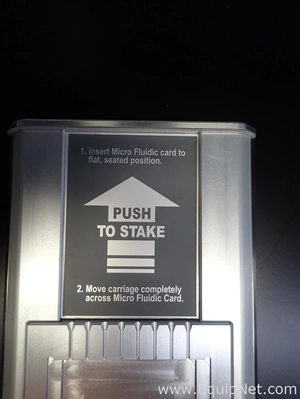 1. Insert Micro Fluidic card to
flat, seated position.
PUSH
TO STAKE
2. Move carriage completely
across Micro Fluidic Card.
www.EquipNet.com